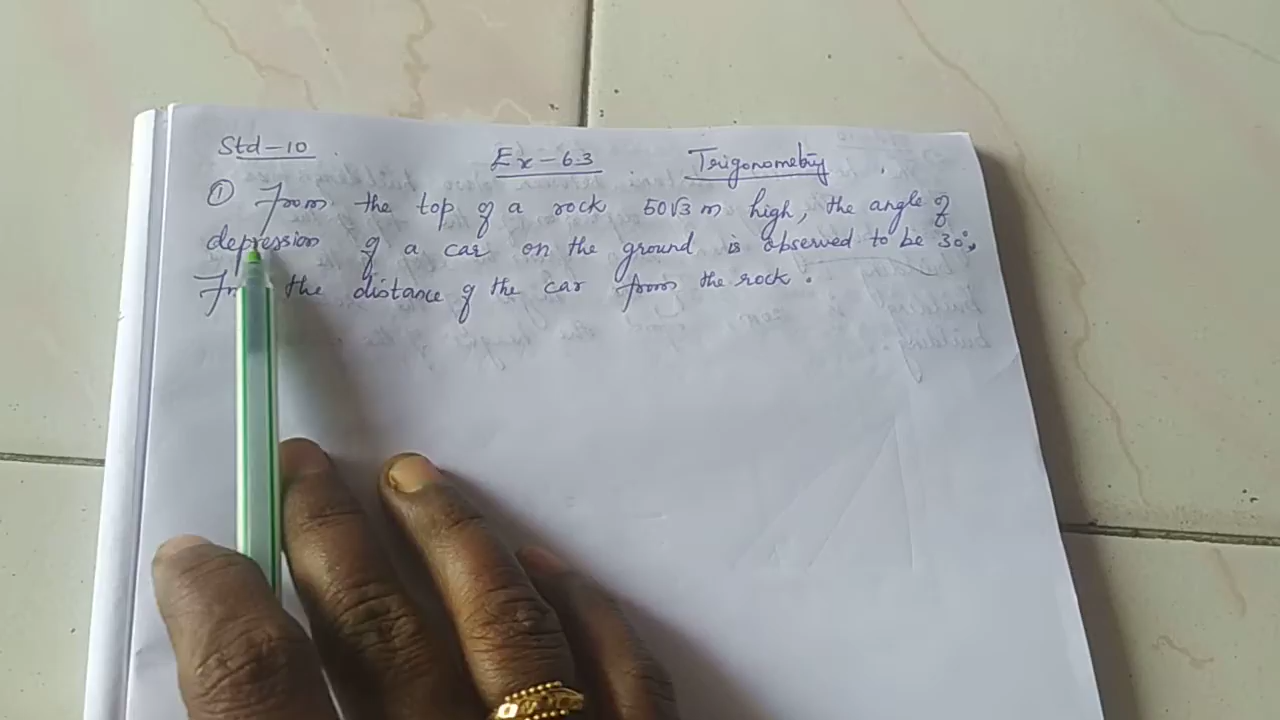 Std-10 Ex-6.3 Trigonometry
① From the top of a rock 50√3 m high, the angle of
depression of a car on the ground is observed to be 30°,
the distance of the car from the rock.